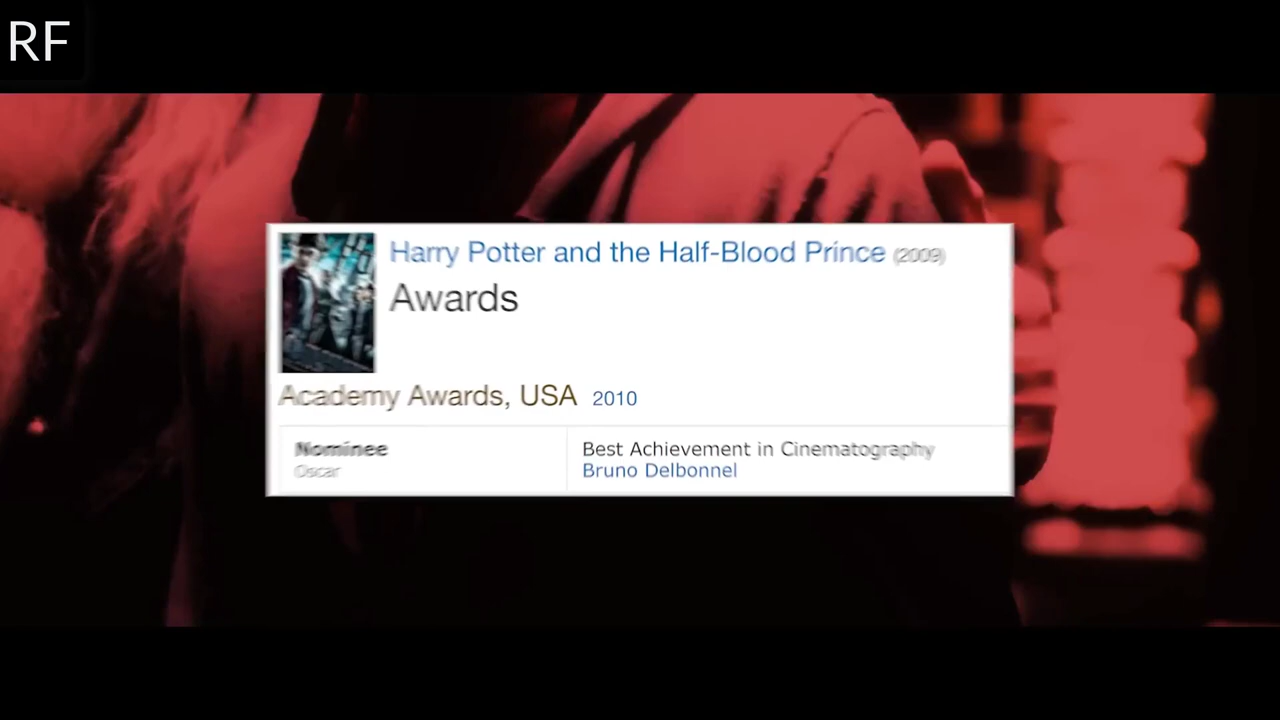 RF
Harry Potter and the Half-Blood Prince (2009)
Awards
Academy Awards, USA 2010
Nominee
Oscar
Best Achievement in Cinematography
Bruno Delbonnel